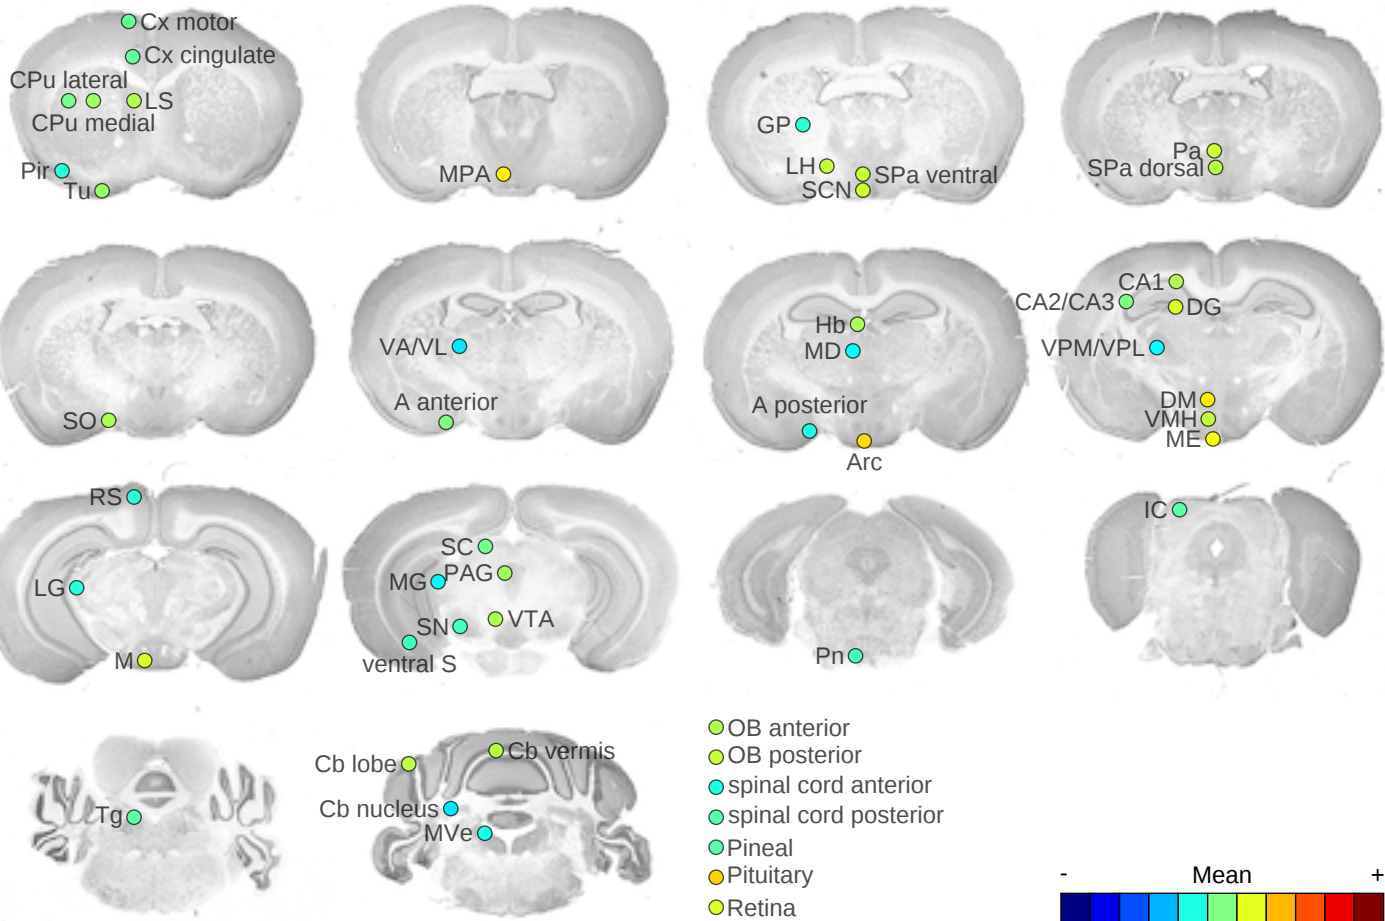 Cx motor
Cx cingulate
CPu lateral
LS
CPu medial
Pir
Tu
MPA
GP
LH
SPa ventral
SCN
Pa
SPa dorsal
SO
VA/VL
A anterior
Hb
MD
A posterior
Arc
CA1
CA2/CA3
DG
VPM/VPL
DM
VMH
ME
RS
LG
M
SC
MG
PAG
SN
VTA
ventral S
Pn
IC
Tg
Cb lobe
Cb vermis
Cb nucleus
MVe
OB anterior
OB posterior
spinal cord anterior
spinal cord posterior
Pineal
Pituitary
Retina
- Mean +